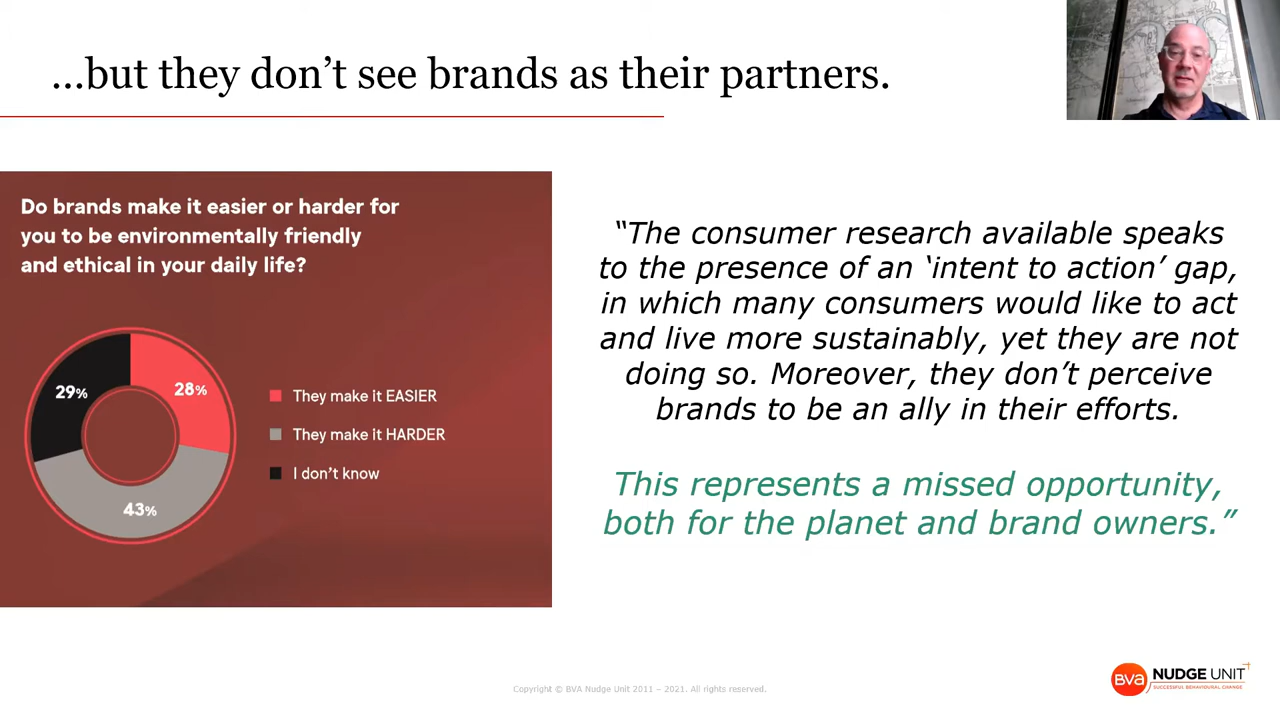 ...but they don't see brands as their partners.
Do brands make it easier or harder for
you to be environmentally friendly
and ethical in your daily life?
29%
28%
43%
They make it EASIER
They make it HARDER
I don't know
“The consumer research available speaks
to the presence of an ‘intent to action’ gap,
in which many consumers would like to act
and live more sustainably, yet they are not
doing so. Moreover, they don’t perceive
brands to be an ally in their efforts.
This represents a missed opportunity,
both for the planet and brand owners.”
Copyright © BVA Nudge Unit 2011 – 2021. All rights reserved.
BVA NUDGE UNIT
SUCCESSFUL BEHAVIOURAL CHANGE